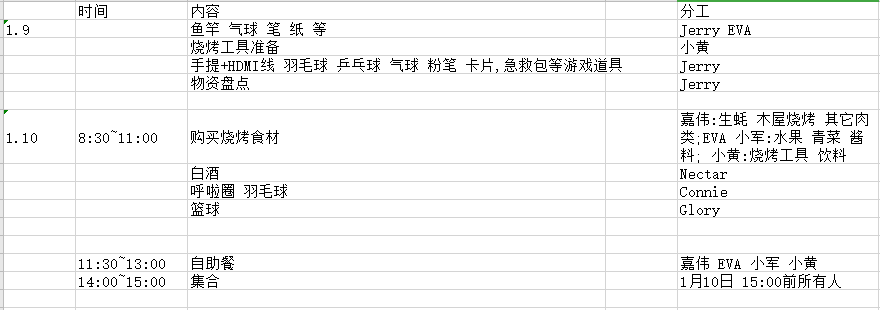 时间 内容 分工
1.9 鱼竿 气球 笔 纸 等 Jerry EVA
烧烤工具准备 小黄
手提+HDMI线 羽毛球 乒乓球 气球 粉笔 卡片,急救包等游戏道具 Jerry
物资盘点 Jerry
1.10 8:30~11:00 购买烧烤食材 嘉伟:生蚝 木屋烧烤 其它肉
类;EVA 小军:水果 青菜 酱
料; 小黄:烧烤工具 饮料
白酒 Nectar
呼啦圈 羽毛球 Connie
篮球 Glory
11:30~13:00 自助餐 嘉伟 EVA 小军 小黄
14:00~15:00 集合 1月10日 15:00前所有人